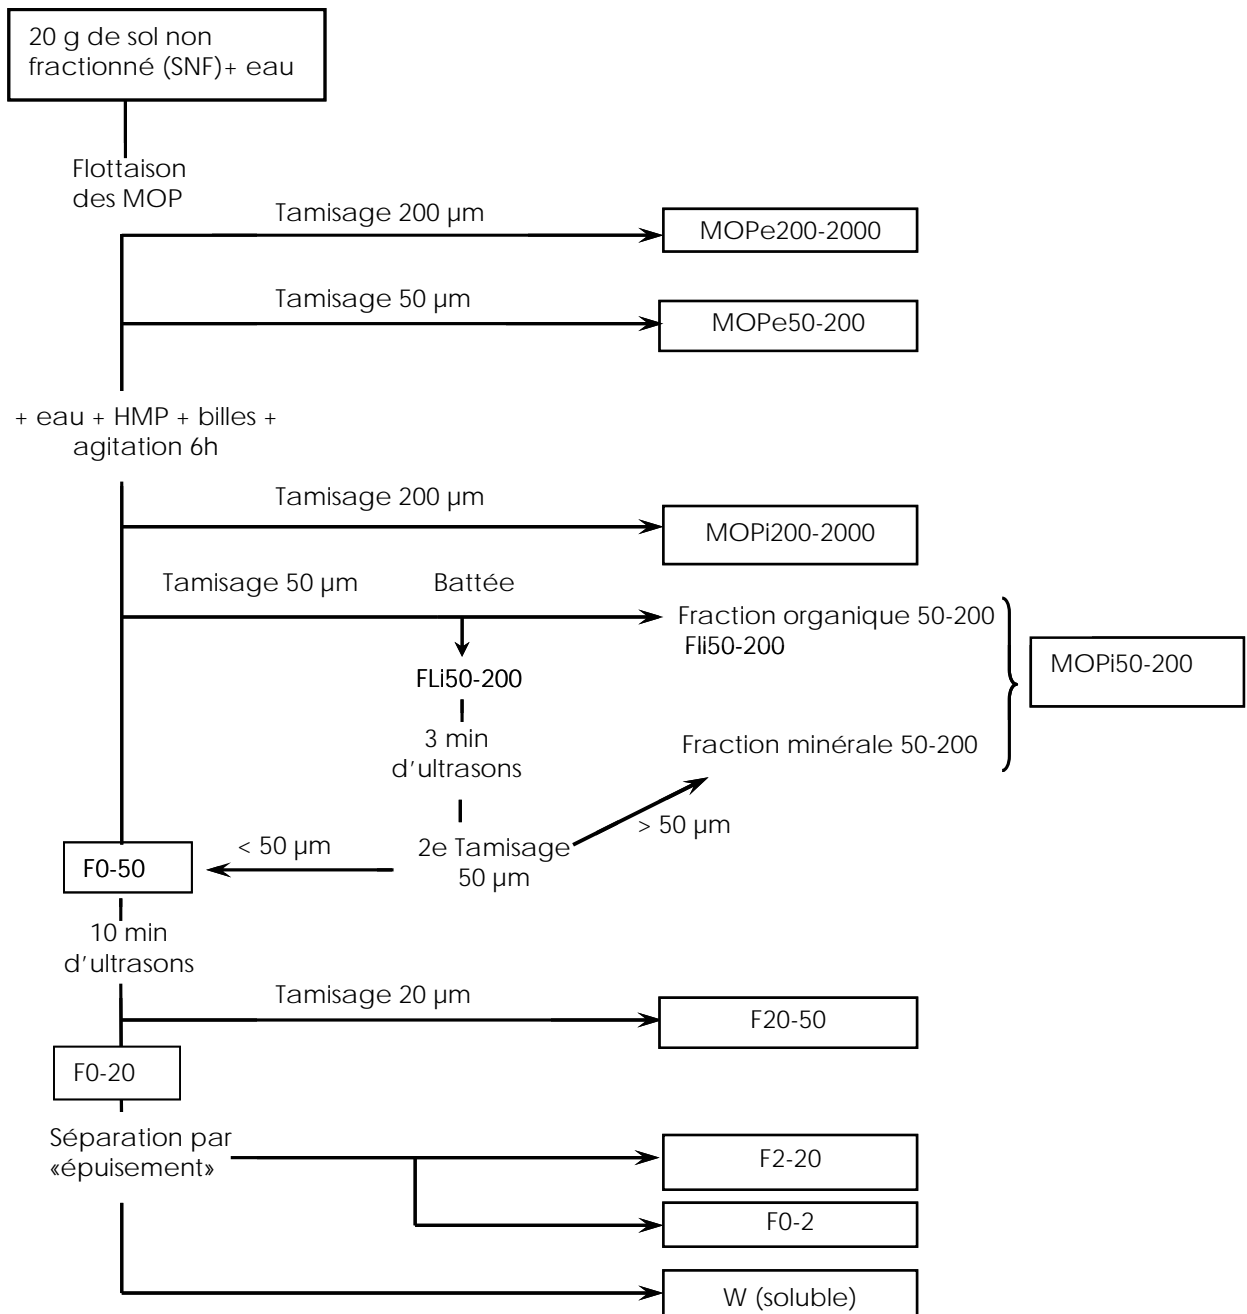 20 g de sol non
fractionné (SNF)+ eau
Flottaison
des MOP
Tamisage 200 µm
MOPe200-2000
Tamisage 50 µm
MOPe50-200
+ eau + HMP + billes +
agitation 6h
Tamisage 200 µm
MOPi200-2000
Tamisage 50 µm
Battée
Fraction organique 50-200
Fli50-200
MOPi50-200
FLi50-200
3 min
d'ultrasons
Fraction minérale 50-200
> 50 µm
< 50 µm
2e Tamisage
50 µm
F0-50
10 min
d'ultrasons
Tamisage 20 µm
F20-50
F0-20
Séparation par
«épuisement»
F2-20
F0-2
W (soluble)